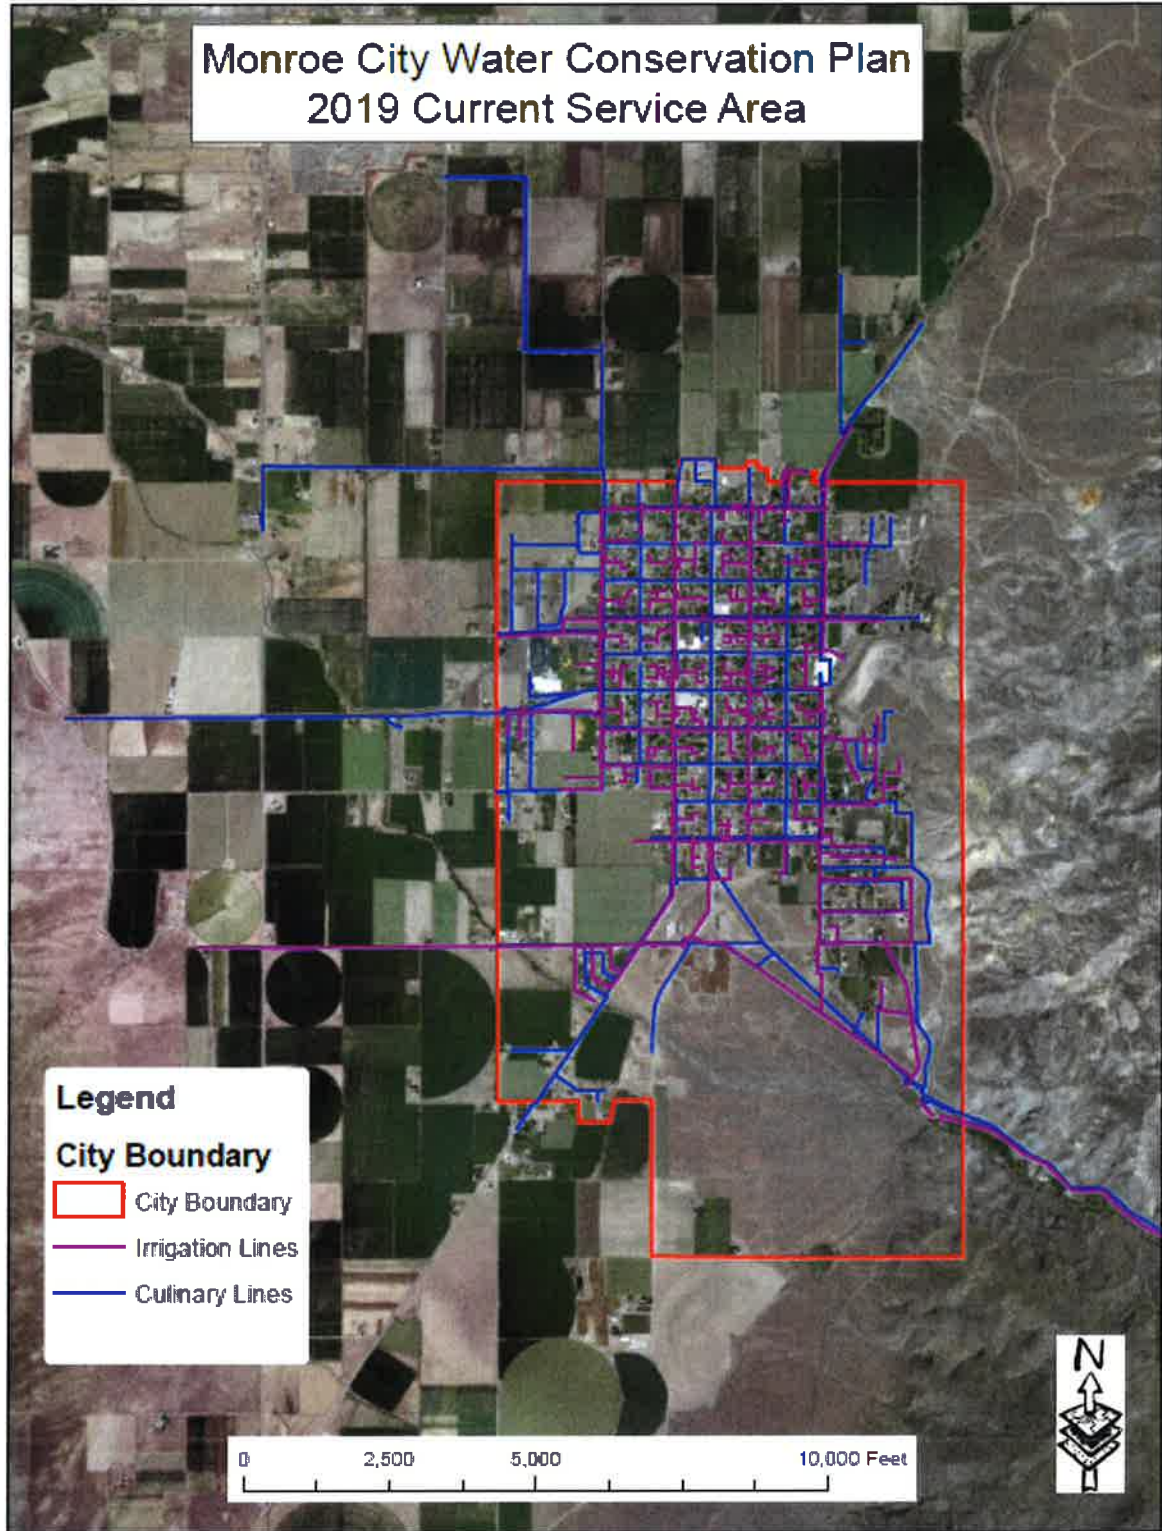 Monroe City Water Conservation Plan
2019 Current Service Area
Legend
City Boundary
City Boundary
Irrigation Lines
Culinary Lines
N
0 2,500 5,000 10,000 Feet